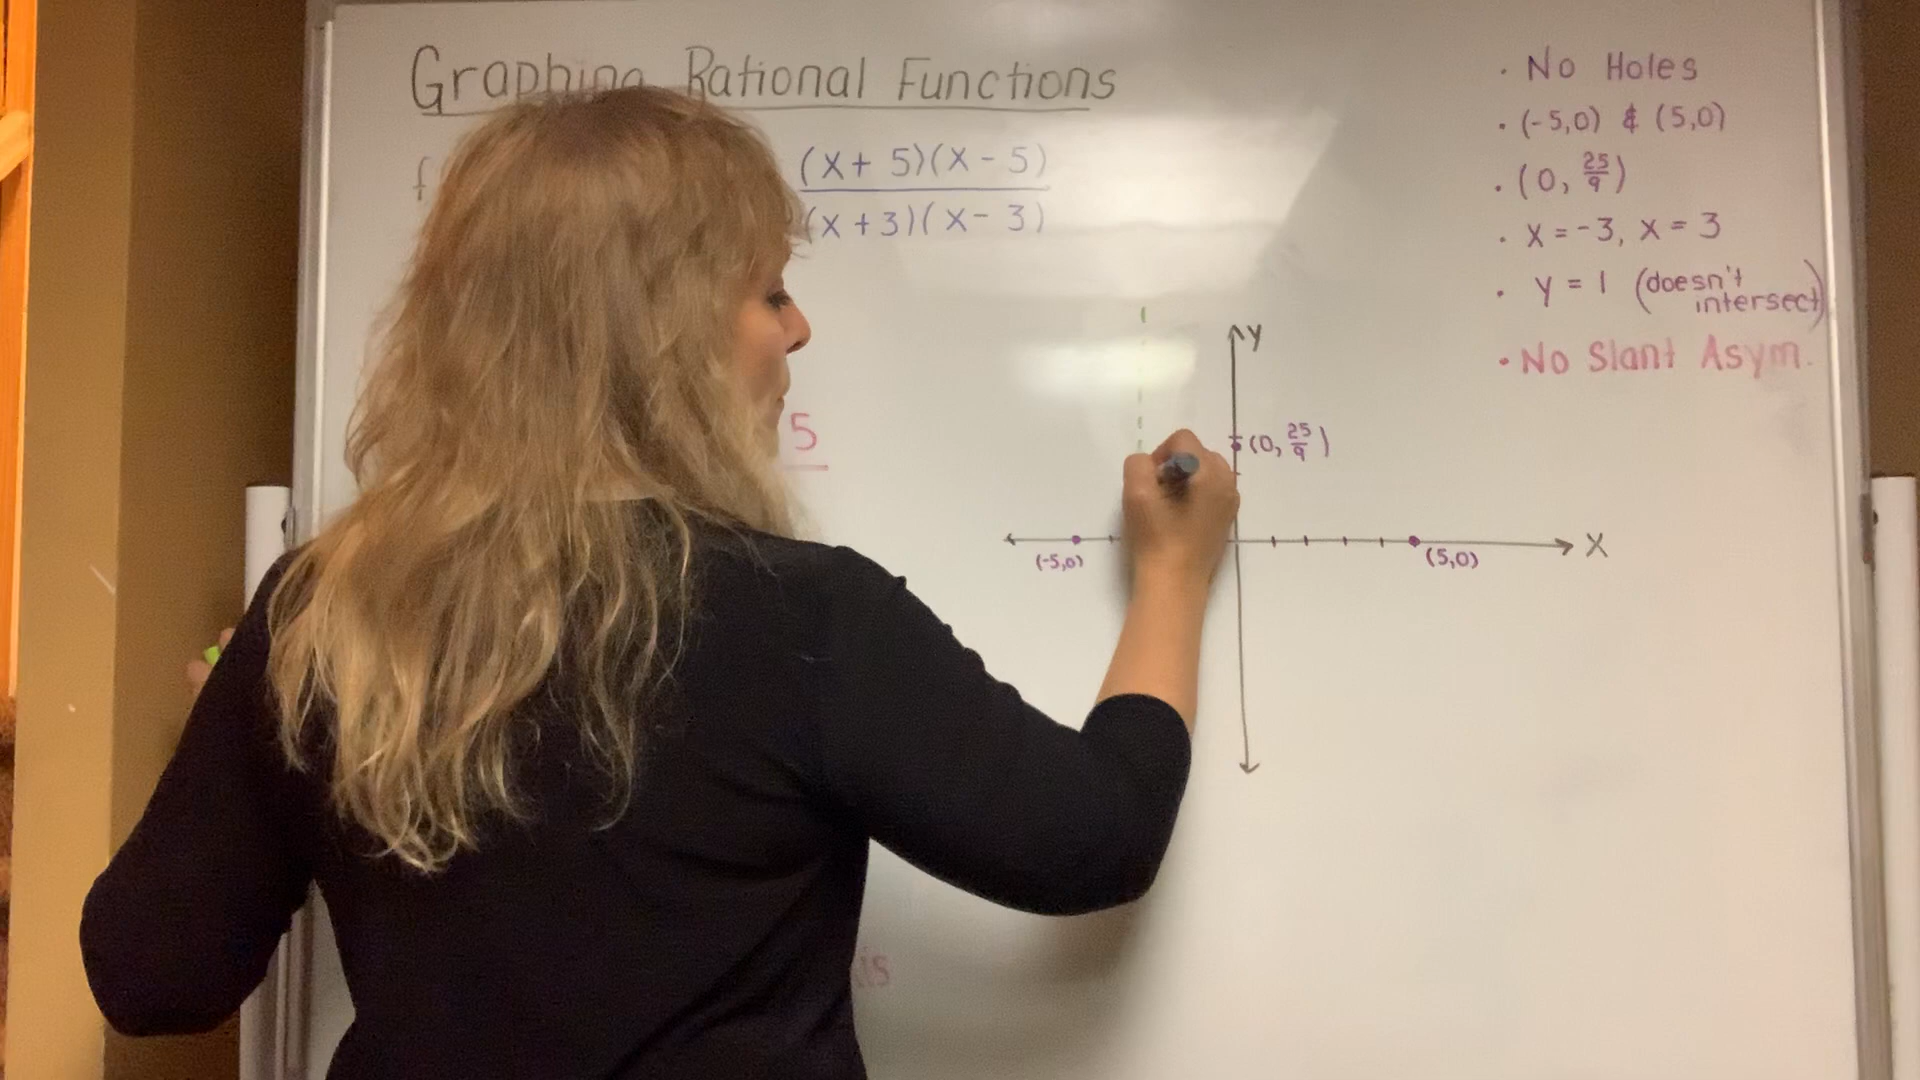 Graphing Rational Functions
f
(x+5)(x-5)
(x+3)(x-3)
• No Holes
• (-5,0) & (5,0)
• (0, 25/9)
• x=-3, x=3
• y=1 (doesn't
intersect)
• No Slant Asym.
y
5
(0, 25/9)
x
(-5,0)
(5,0)